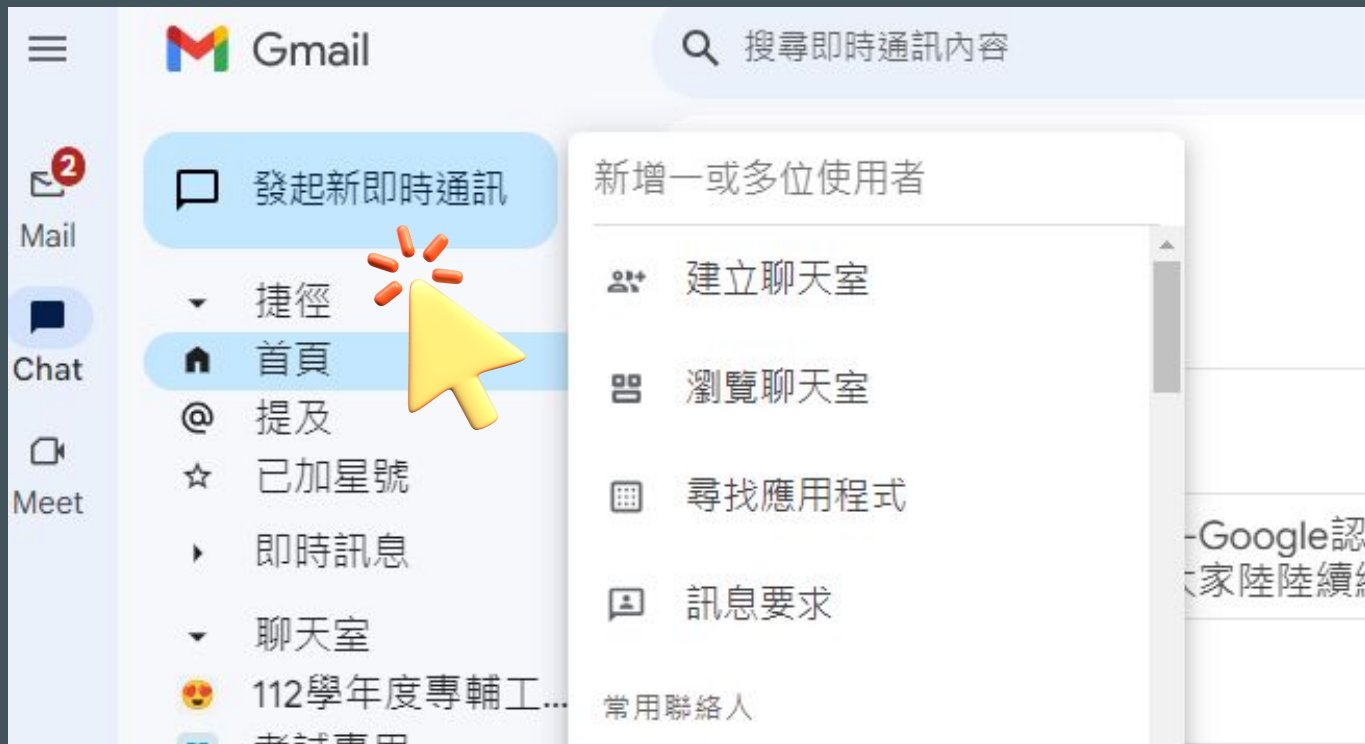 Gmail
搜尋即時通訊內容
2
Mail
Chat
Meet
發起新即時通訊
捷徑
首頁
提及
已加星號
即時訊息
聊天室
112學年度專輔工...
新增一或多位使用者
建立聊天室
瀏覽聊天室
尋找應用程式
訊息要求
常用聯絡人
-Google認
家陸陸續